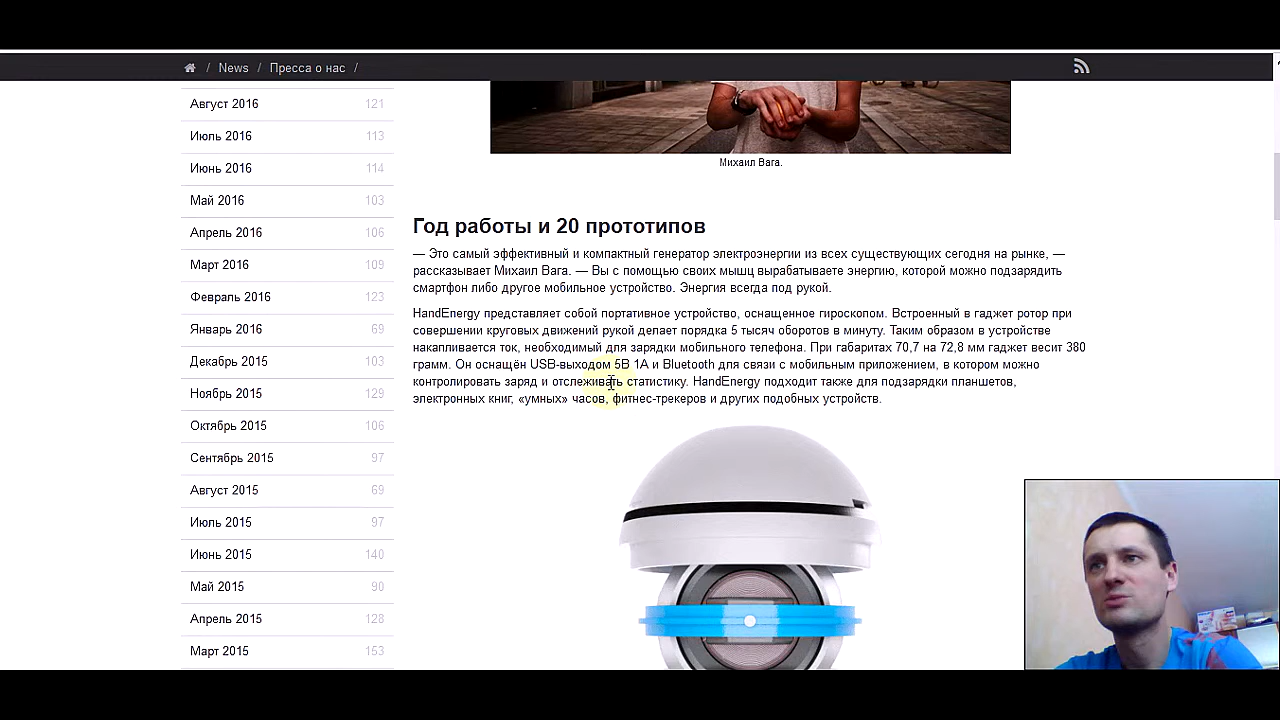 / News / Пресса о нас /
Август 2016 121
Июль 2016 113
Июнь 2016 114
Май 2016 103
Апрель 2016 106
Март 2016 109
Февраль 2016 123
Январь 2016 69
Декабрь 2015 103
Ноябрь 2015 129
Октябрь 2015 106
Сентябрь 2015 97
Август 2015 69
Июль 2015 97
Июнь 2015 140
Май 2015 90
Апрель 2015 128
Март 2015 153
Михаил Вага.
Год работы и 20 прототипов
— Это самый эффективный и компактный генератор электроэнергии из всех существующих сегодня на рынке, —
рассказывает Михаил Вага. — Вы с помощью своих мышц вырабатываете энергию, которой можно подзарядить
смартфон либо другое мобильное устройство. Энергия всегда под рукой.
HandEnergy представляет собой портативное устройство, оснащенное гироскопом. Встроенный в гаджет ротор при
совершении круговых движений рукой делает порядка 5 тысяч оборотов в минуту. Таким образом в устройстве
накапливается ток, необходимый для зарядки мобильного телефона. При габаритах 70,7 на 72,8 мм гаджет весит 380
грамм. Он оснащён USB-выходом 5В 1А и Bluetooth для связи с мобильным приложением, в котором можно
контролировать заряд и отслеживать статистику. HandEnergy подходит также для подзарядки планшетов,
электронных книг, «умных» часов, фитнес-трекеров и других подобных устройств.